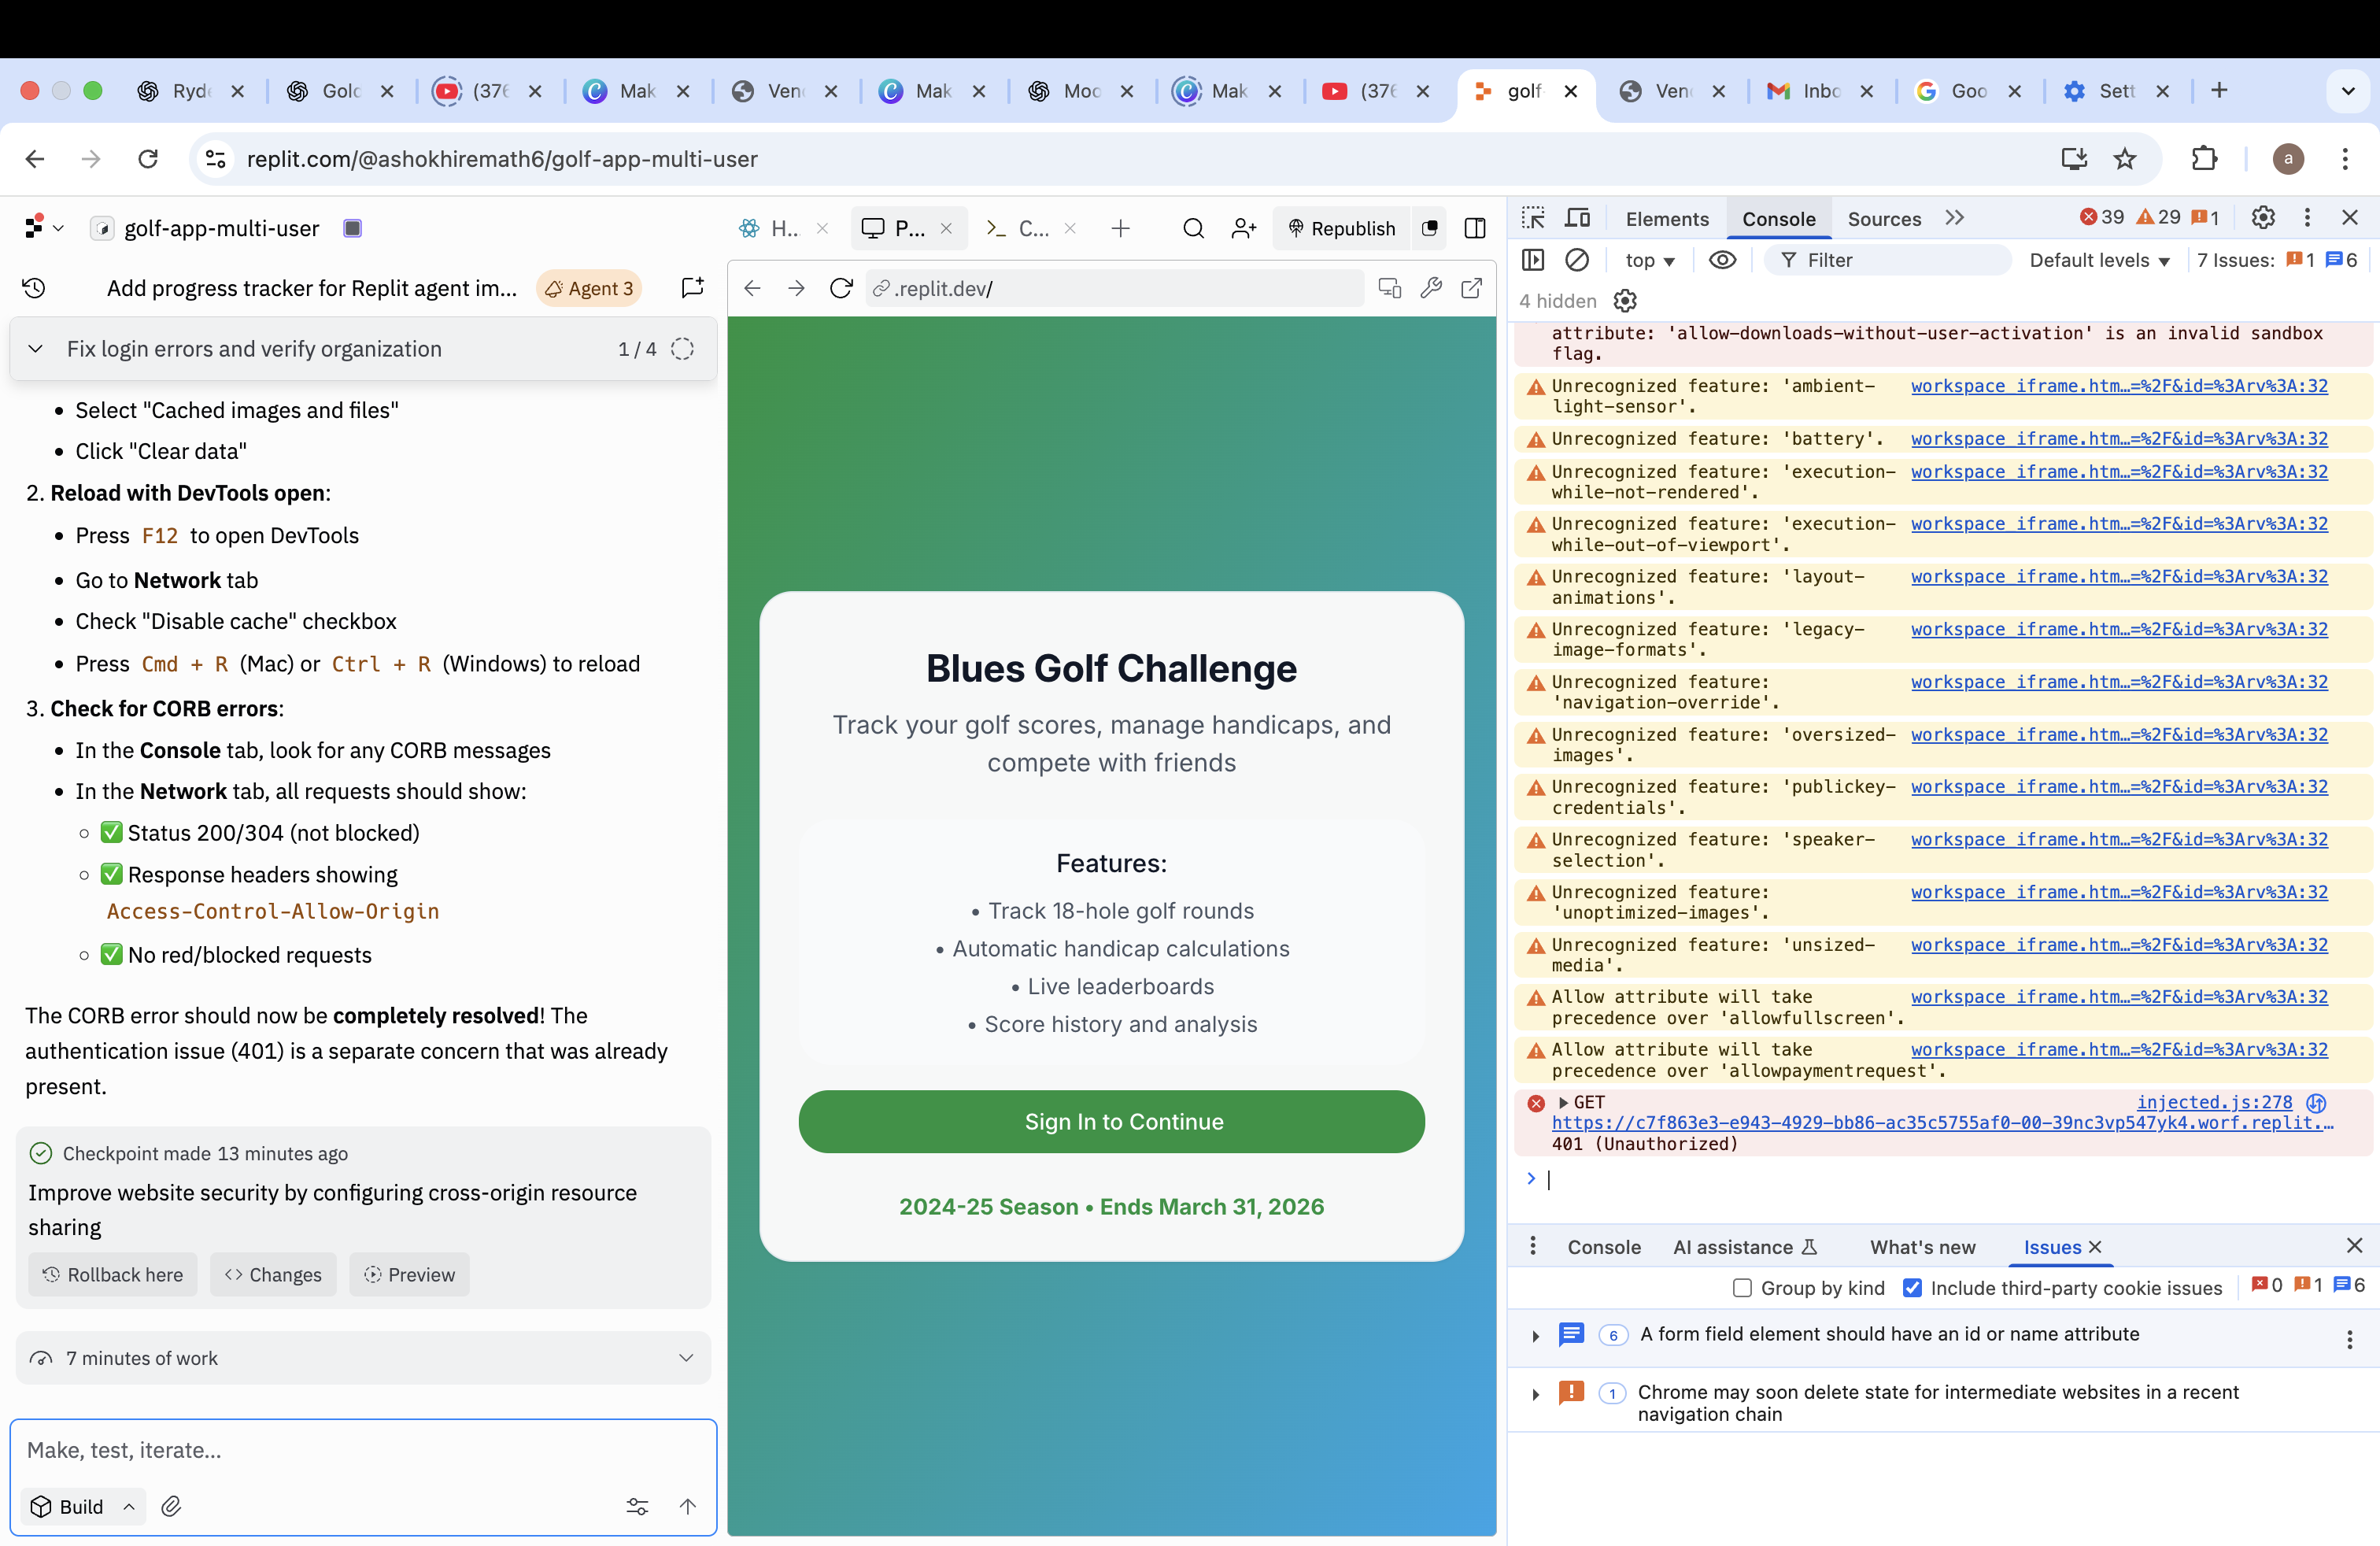 Ryde
Golc
(376
Mak
Ven
Mak
Moc
Mak
(376
golf-
Ven
Inbo
Goo
Sett
replit.com/@ashokhiremath6/golf-app-multi-user
a
golf-app-multi-user
H...
P...
C...
Republish
Add progress tracker for Replit agent im...
Agent 3
.replit.dev/
Fix login errors and verify organization
1 / 4
• Select "Cached images and files"
• Click "Clear data"
2. Reload with DevTools open:
• Press F12 to open DevTools
• Go to Network tab
• Check "Disable cache" checkbox
• Press Cmd + R (Mac) or Ctrl + R (Windows) to reload
3. Check for CORB errors:
• In the Console tab, look for any CORB messages
• In the Network tab, all requests should show:
○ ✅ Status 200/304 (not blocked)
○ ✅ Response headers showing
Access-Control-Allow-Origin
○ ✅ No red/blocked requests
The CORB error should now be completely resolved! The
authentication issue (401) is a separate concern that was already
present.
Checkpoint made 13 minutes ago
Improve website security by configuring cross-origin resource
sharing
Rollback here
Changes
Preview
7 minutes of work
Make, test, iterate...
Build
Blues Golf Challenge
Track your golf scores, manage handicaps, and
compete with friends
Features:
• Track 18-hole golf rounds
• Automatic handicap calculations
• Live leaderboards
• Score history and analysis
Sign In to Continue
2024-25 Season • Ends March 31, 2026
Elements
Console
Sources
39
29
1
top
Filter
Default levels
7 Issues:
1
6
4 hidden
attribute: 'allow-downloads-without-user-activation' is an invalid sandbox
flag.
Unrecognized feature: 'ambient- workspace_iframe.htm…=%2F&id=%3Arv%3A:32
light-sensor'.
Unrecognized feature: 'battery'. workspace_iframe.htm…=%2F&id=%3Arv%3A:32
Unrecognized feature: 'execution- workspace_iframe.htm…=%2F&id=%3Arv%3A:32
while-not-rendered'.
Unrecognized feature: 'execution- workspace_iframe.htm…=%2F&id=%3Arv%3A:32
while-out-of-viewport'.
Unrecognized feature: 'layout- workspace_iframe.htm…=%2F&id=%3Arv%3A:32
animations'.
Unrecognized feature: 'legacy- workspace_iframe.htm…=%2F&id=%3Arv%3A:32
image-formats'.
Unrecognized feature: workspace_iframe.htm…=%2F&id=%3Arv%3A:32
'navigation-override'.
Unrecognized feature: 'oversized- workspace_iframe.htm…=%2F&id=%3Arv%3A:32
images'.
Unrecognized feature: 'publickey- workspace_iframe.htm…=%2F&id=%3Arv%3A:32
credentials'.
Unrecognized feature: 'speaker- workspace_iframe.htm…=%2F&id=%3Arv%3A:32
selection'.
Unrecognized feature: workspace_iframe.htm…=%2F&id=%3Arv%3A:32
'unoptimized-images'.
Unrecognized feature: 'unsized- workspace_iframe.htm…=%2F&id=%3Arv%3A:32
media'.
Allow attribute will take workspace_iframe.htm…=%2F&id=%3Arv%3A:32
precedence over 'allowfullscreen'.
Allow attribute will take workspace_iframe.htm…=%2F&id=%3Arv%3A:32
precedence over 'allowpaymentrequest'.
GET injected.js:278
https://c7f863e3-e943-4929-bb86-ac35c5755af0-00-39nc3vp547yk4.worf.replit.…
401 (Unauthorized)
Console
AI assistance
What's new
Issues
Group by kind
Include third-party cookie issues
0
1
6
6 A form field element should have an id or name attribute
1 Chrome may soon delete state for intermediate websites in a recent
navigation chain